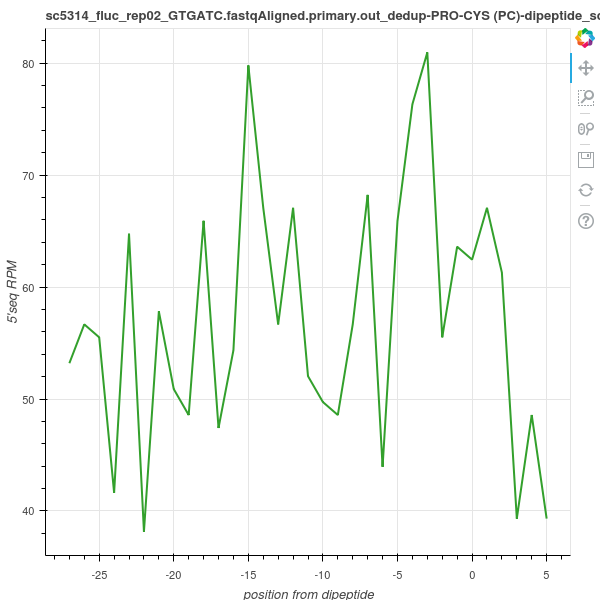 sc5314_fluc_rep02_GTGATC.fastqAligned.primary.out_dedup-PRO-CYS (PC)-dipeptide_sc
80
70
60
50
40
5'seq RPM
-25 -20 -15 -10 -5 0 5
position from dipeptide